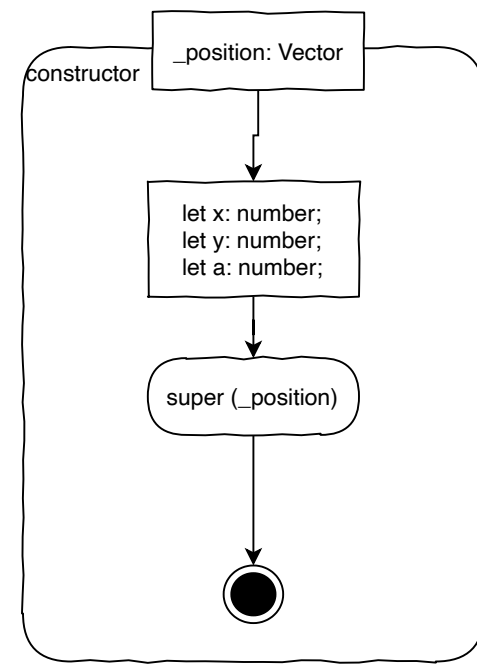 _position: Vector
constructor
let x: number;
let y: number;
let a: number;
super (_position)